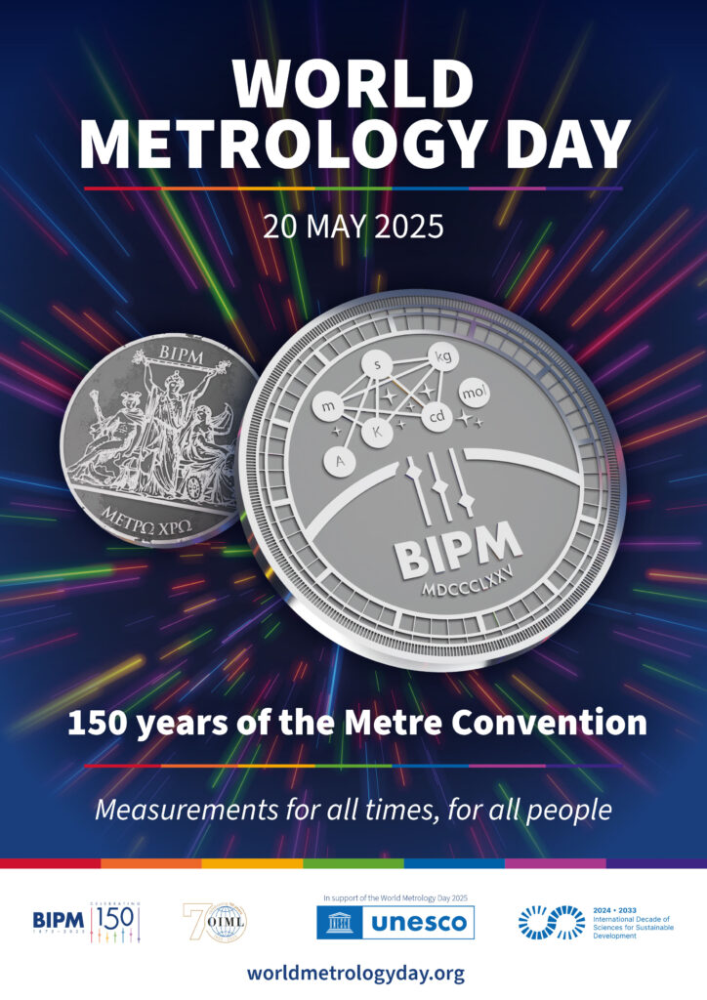 WORLD
METROLOGY DAY
20 MAY 2025
BIPM
ΜΕΤΡΩ ΧΡΩ
s
kg
m
mol
K
cd
A
BIPM
MDCCCLXXV
150 years of the Metre Convention
Measurements for all times, for all people
BIPM
1875-2025
CELEBRATING
150
70
OIML
In support of the World Metrology Day 2025
unesco
2024 • 2033
International Decade of
Sciences for Sustainable
Development
worldmetrologyday.org